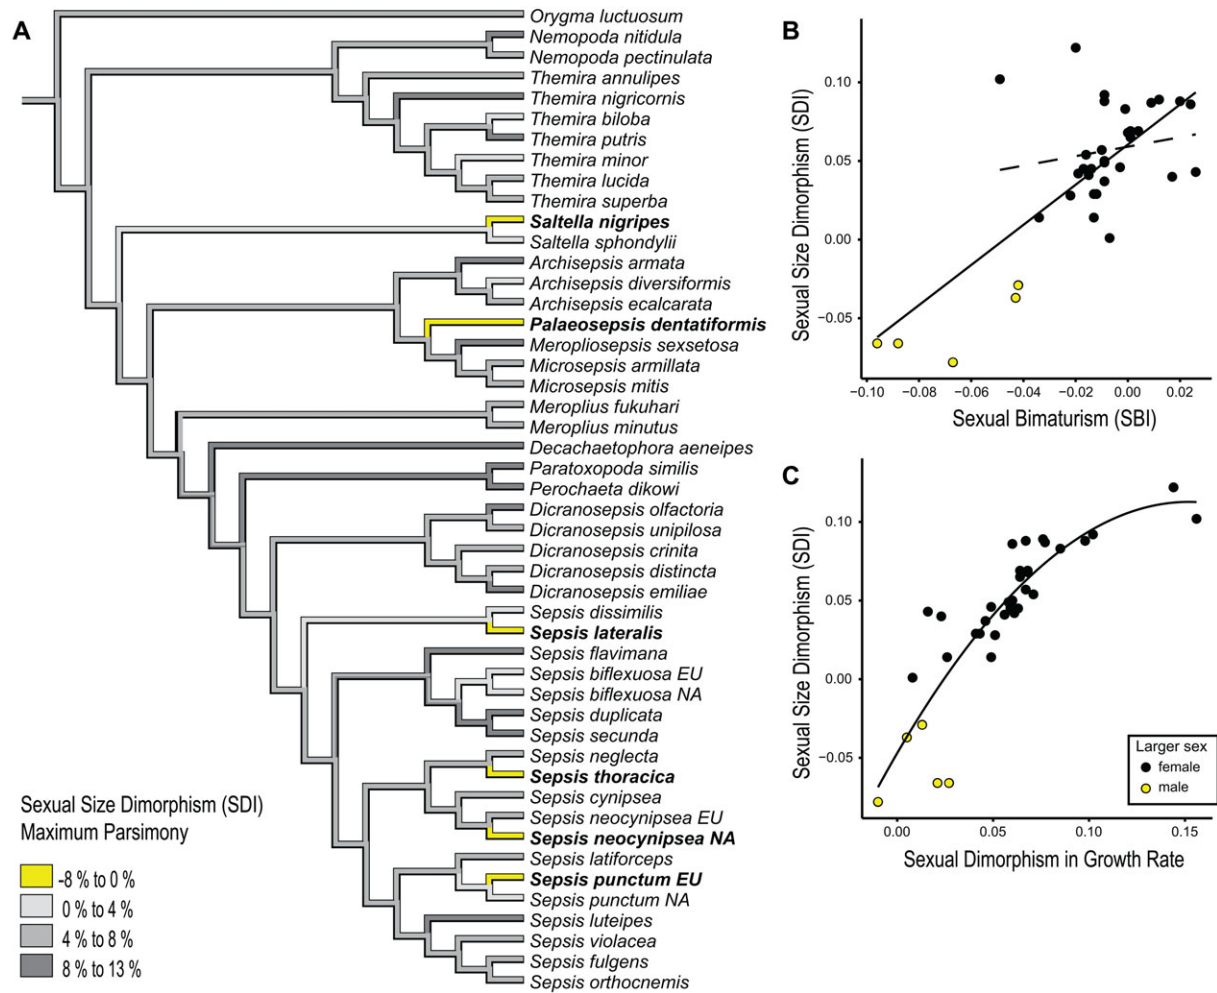 A
Orygma luctuosum
Nemopoda nitidula
Nemopoda pectinulata
Themira annulipes
Themira nigricornis
Themira biloba
Themira putris
Themira minor
Themira lucida
Themira superba
Saltella nigripes
Saltella sphondylii
Archisepsis armata
Archisepsis diversiformis
Archisepsis ecalcarata
Palaeosepsis dentatiformis
Meropliosepsis sexsetosa
Microsepsis armillata
Microsepsis mitis
Meroplius fukuhari
Meroplius minutus
Decachaetophora aeneipes
Paratoxopoda similis
Perochaeta dikowi
Dicranosepsis olfactoria
Dicranosepsis unipilosa
Dicranosepsis crinita
Dicranosepsis distincta
Dicranosepsis emiliae
Sepsis dissimilis
Sepsis lateralis
Sepsis flavimana
Sepsis biflexuosa EU
Sepsis biflexuosa NA
Sepsis duplicata
Sepsis secunda
Sepsis neglecta
Sepsis thoracica
Sepsis cynipsea
Sepsis neocynipsea EU
Sepsis neocynipsea NA
Sepsis latiforceps
Sepsis punctum EU
Sepsis punctum NA
Sepsis luteipes
Sepsis violacea
Sepsis fulgens
Sepsis orthocnemis
Sexual Size Dimorphism (SDI)
Maximum Parsimony
-8 % to 0 %
0 % to 4 %
4 % to 8 %
8 % to 13 %
B
Sexual Size Dimorphism (SDI)
0.10
0.05
0.00
−0.05
−0.10 −0.08 −0.06 −0.04 −0.02 0.00 0.02
Sexual Bimaturism (SBI)
C
Sexual Size Dimorphism (SDI)
0.10
0.05
0.00
−0.05
Larger sex
female
male
0.00 0.05 0.10 0.15
Sexual Dimorphism in Growth Rate